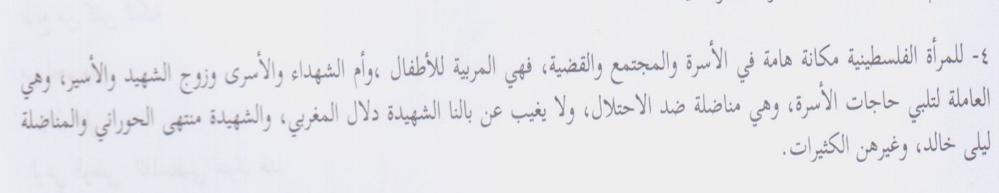 ٤- للمرأة الفلسطينية مكانة هامة في الأسرة والمجتمع والقضية، فهي المربية للأطفال ،وأم الشهداء والأسرى وزوج الشهيد والأسير، وهي
العاملة لتلبي حاجات الأسرة، وهي مناضلة ضد الاحتلال، ولا يغيب عن بالنا الشهيدة دلال المغربي، والشهيدة منتهى الحوراني والمناضلة
ليلى خالد، وغيرهن الكثيرات.